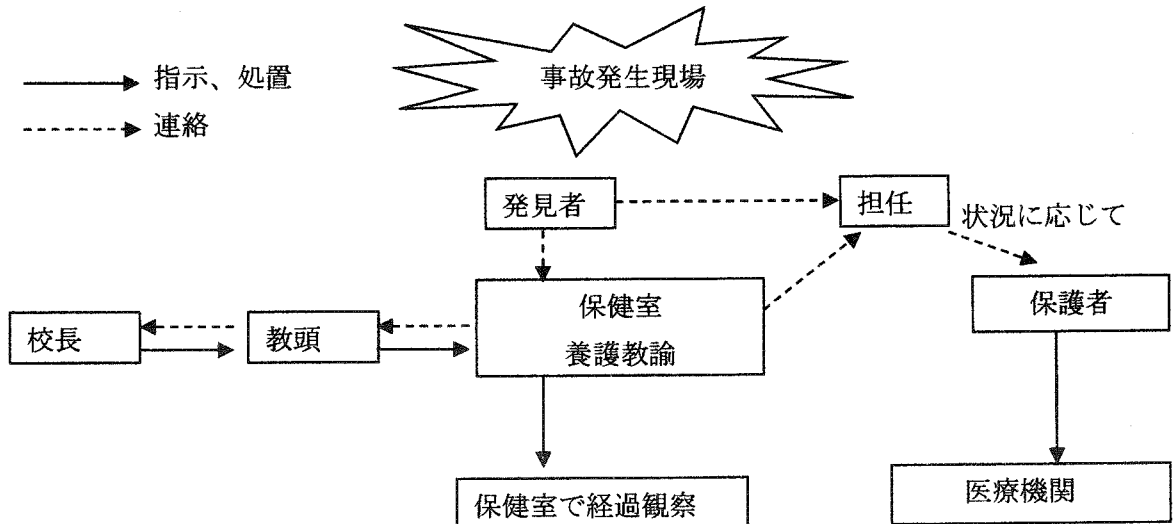 事故発生現場
指示、処置
連絡
発見者
担任
状況に応じて
保健室
養護教諭
保護者
校長
教頭
保健室で経過観察
医療機関